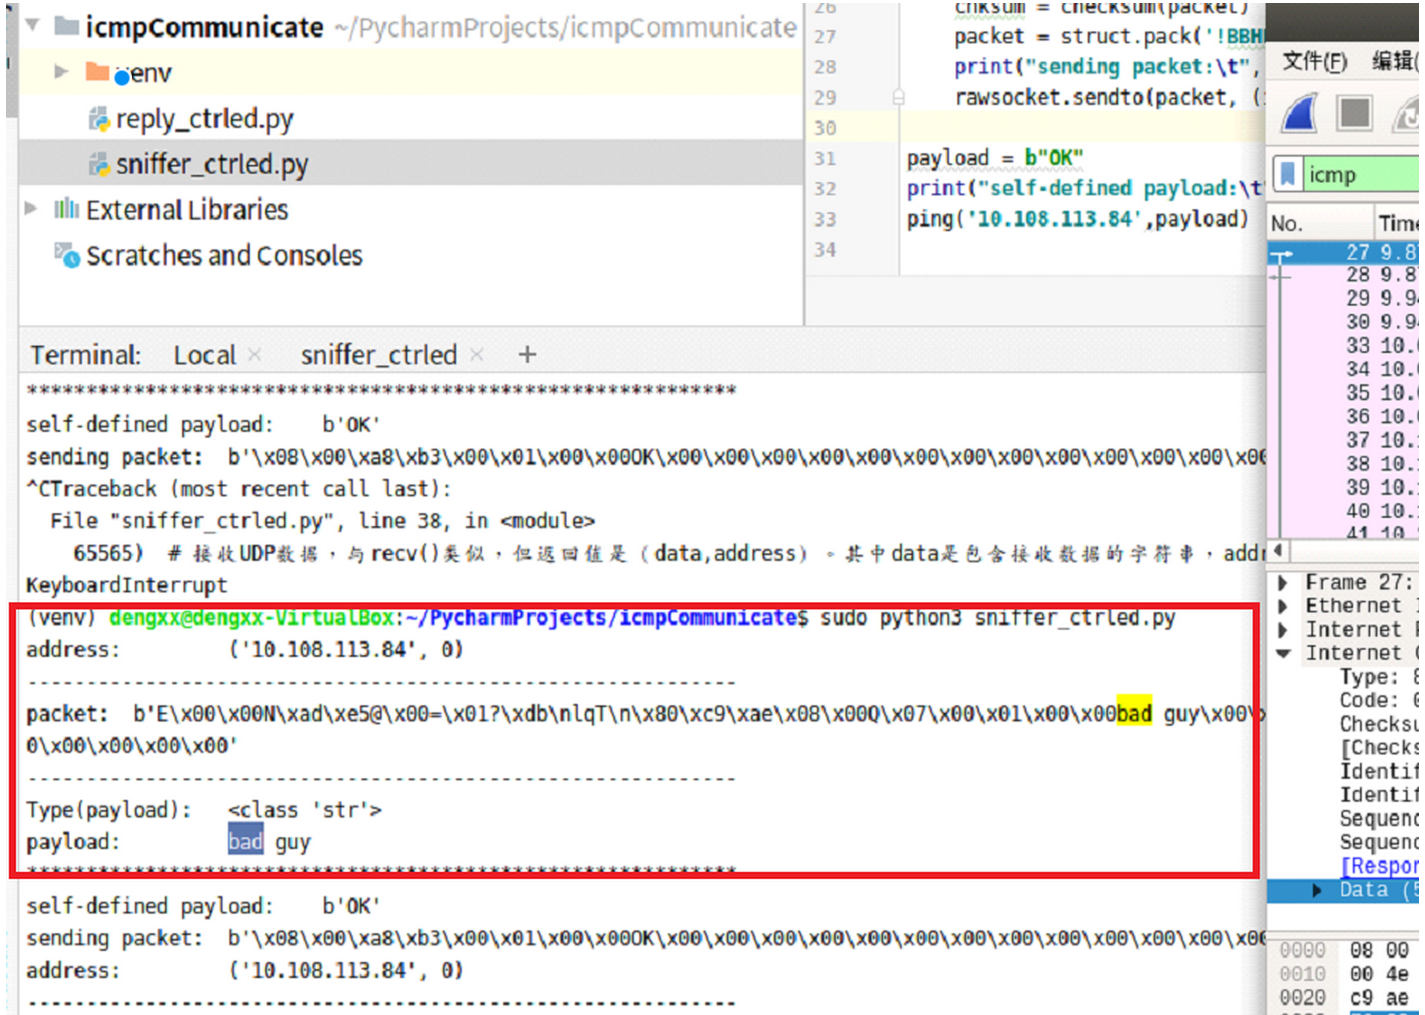 icmpCommunicate ~/PycharmProjects/icmpCommunicate
venv
reply_ctrled.py
sniffer_ctrled.py
External Libraries
Scratches and Consoles
26 chksum = checksum(packet)
27 packet = struct.pack('!BBH
28 print("sending packet:\t",
29 rawsocket.sendto(packet, (
30
31 payload = b"OK"
32 print("self-defined payload:\t"
33 ping('10.108.113.84',payload)
34
Terminal: Local × sniffer_ctrled × +
***********************************************************
self-defined payload: b'OK'
sending packet: b'\x08\x00\xa8\xb3\x00\x01\x00\x00OK\x00\x00\x00\x00\x00\x00\x00\x00\x00\x00\x00\x00\x0
^CTraceback (most recent call last):
File "sniffer_ctrled.py", line 38, in <module>
65565) # 接收UDP数据，与recv()类似，但返回值是（data,address）。其中data是包含接收数据的字符串，addr
KeyboardInterrupt
(venv) dengxx@dengxx-VirtualBox:~/PycharmProjects/icmpCommunicate$ sudo python3 sniffer_ctrled.py
address: ('10.108.113.84', 0)
-----------------------------------------------------------
packet: b'E\x00\x00N\xad\xe5@\x00=\x01?\xdb\nlqT\n\x80\xc9\xae\x08\x00Q\x07\x00\x01\x00\x00bad guy\x00\
0\x00\x00\x00\x00'
-----------------------------------------------------------
Type(payload): <class 'str'>
payload: bad guy
***********************************************************
self-defined payload: b'OK'
sending packet: b'\x08\x00\xa8\xb3\x00\x01\x00\x00OK\x00\x00\x00\x00\x00\x00\x00\x00\x00\x00\x00\x00\x0
address: ('10.108.113.84', 0)
-----------------------------------------------------------
文件(F) 编辑(
icmp
No. Time
27 9.8
28 9.8
29 9.9
30 9.9
33 10.
34 10.
35 10.
36 10.
37 10.
38 10.
39 10.
40 10.
41 10
Frame 27:
Ethernet
Internet
Internet
Type: 8
Code: 0
Checksu
[Checks
Identif
Identif
Sequenc
Sequenc
[Respon
Data (5
0000 08 00
0010 00 4e
0020 c9 ae